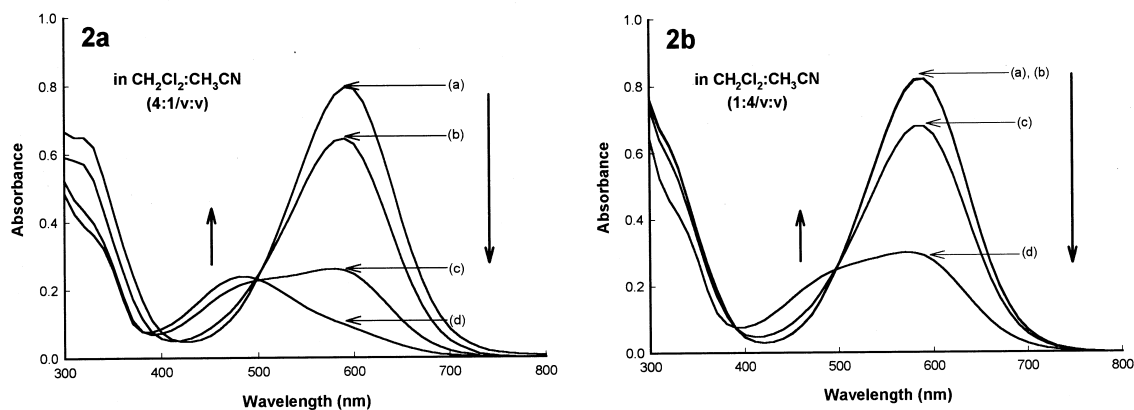 2a
in CH2Cl2:CH3CN
(4:1/v:v)
(a)
(b)
(c)
(d)
1.0
0.8
0.6
0.4
0.2
0.0
Absorbance
300 400 500 600 700 800
Wavelength (nm)
2b
in CH2Cl2:CH3CN
(1:4/v:v)
(a), (b)
(c)
(d)
1.0
0.8
0.6
0.4
0.2
0.0
Absorbance
300 400 500 600 700 800
Wavelength (nm)